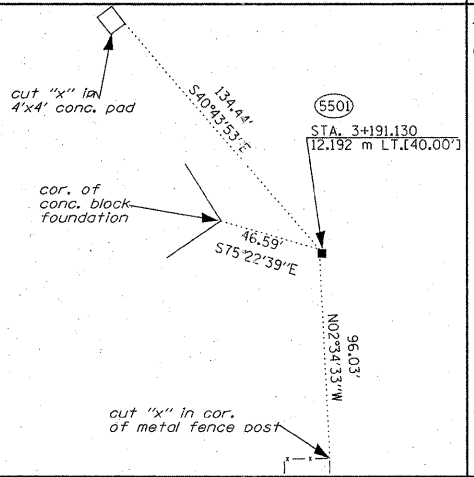 cut "x" in
4'x4' conc. pad
134.44'
S40°43'53"E
5501
STA. 3+191.130
12.192 m LT.[40.00']
cor. of
conc. block
foundation
46.59'
S75°22'39"E
96.03'
N02°34'33"W
cut "x" in cor.
of metal fence post
x x